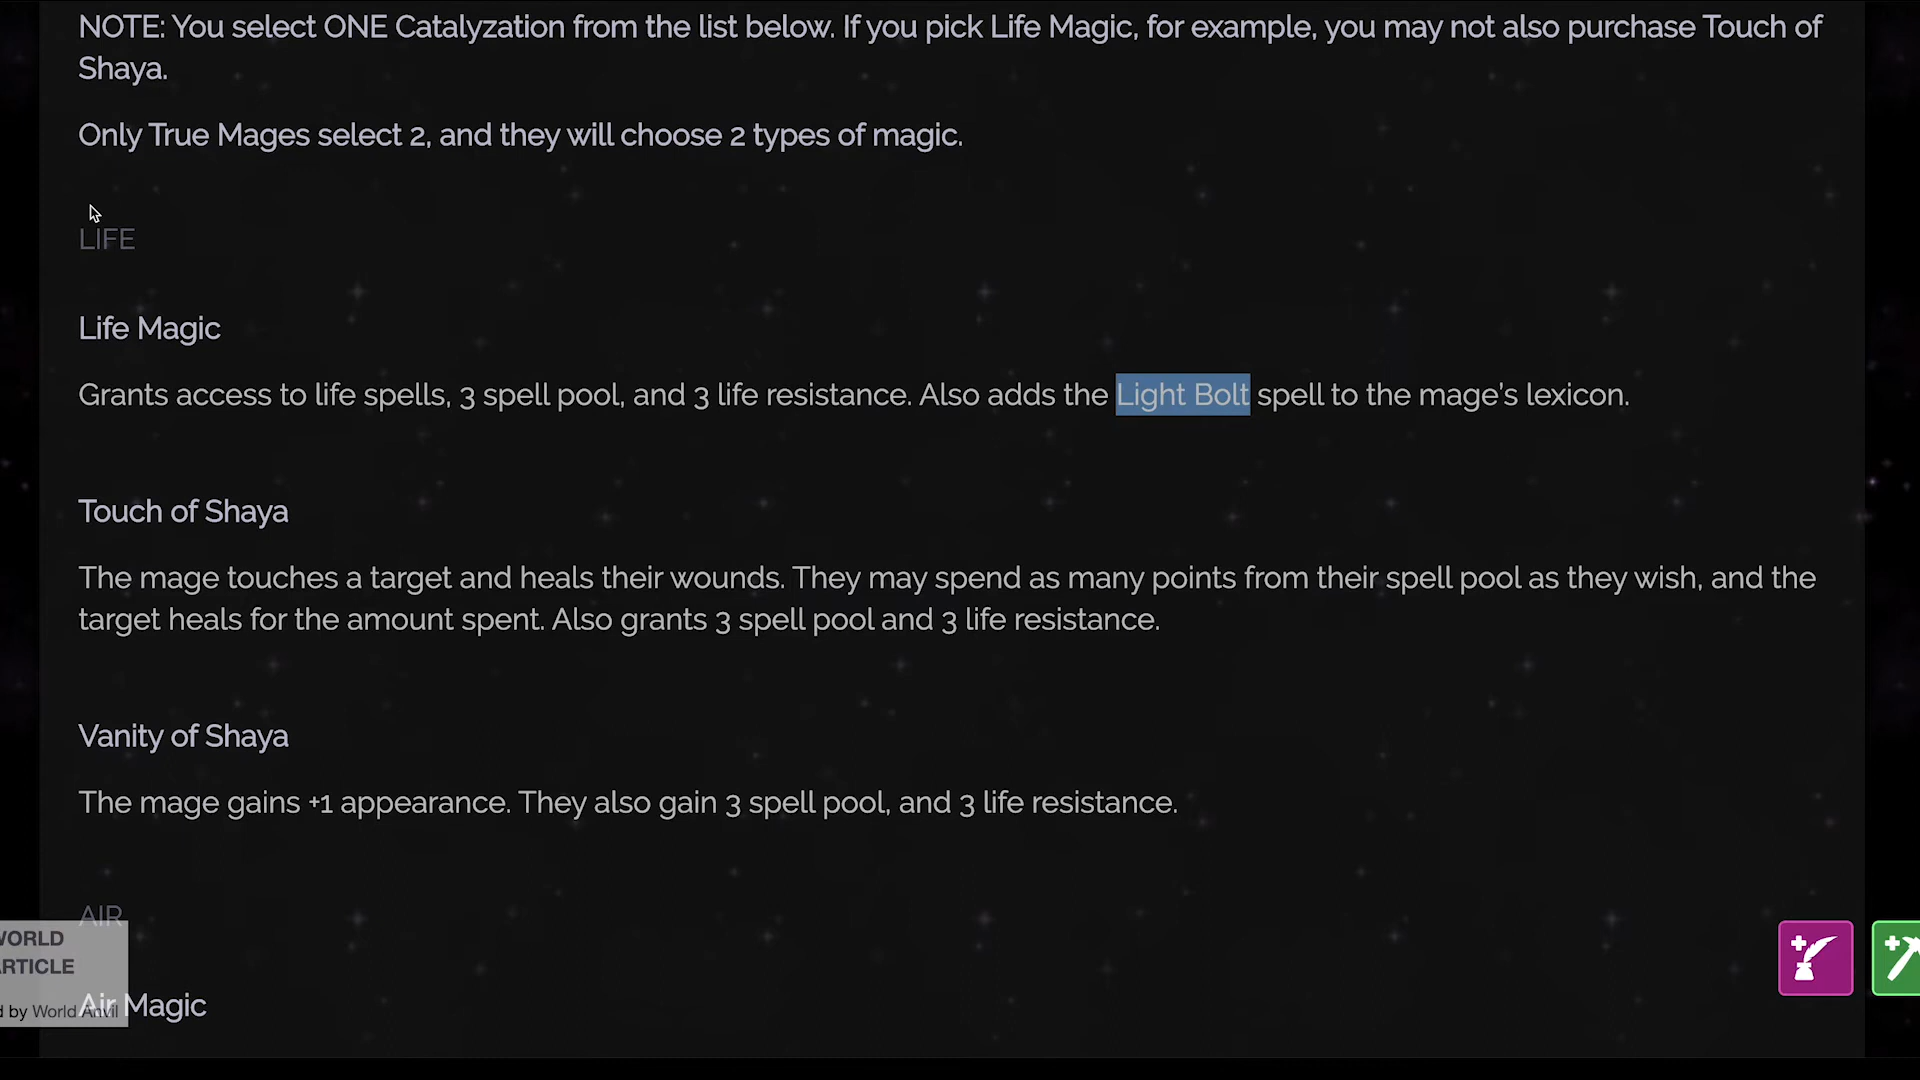 NOTE: You select ONE Catalyzation from the list below. If you pick Life Magic, for example, you may not also purchase Touch of
Shaya.
Only True Mages select 2, and they will choose 2 types of magic.
LIFE
Life Magic
Grants access to life spells, 3 spell pool, and 3 life resistance. Also adds the Light Bolt spell to the mage’s lexicon.
Touch of Shaya
The mage touches a target and heals their wounds. They may spend as many points from their spell pool as they wish, and the
target heals for the amount spent. Also grants 3 spell pool and 3 life resistance.
Vanity of Shaya
The mage gains +1 appearance. They also gain 3 spell pool, and 3 life resistance.
AIR
WORLD
ARTICLE
d by World Anvil
Air Magic